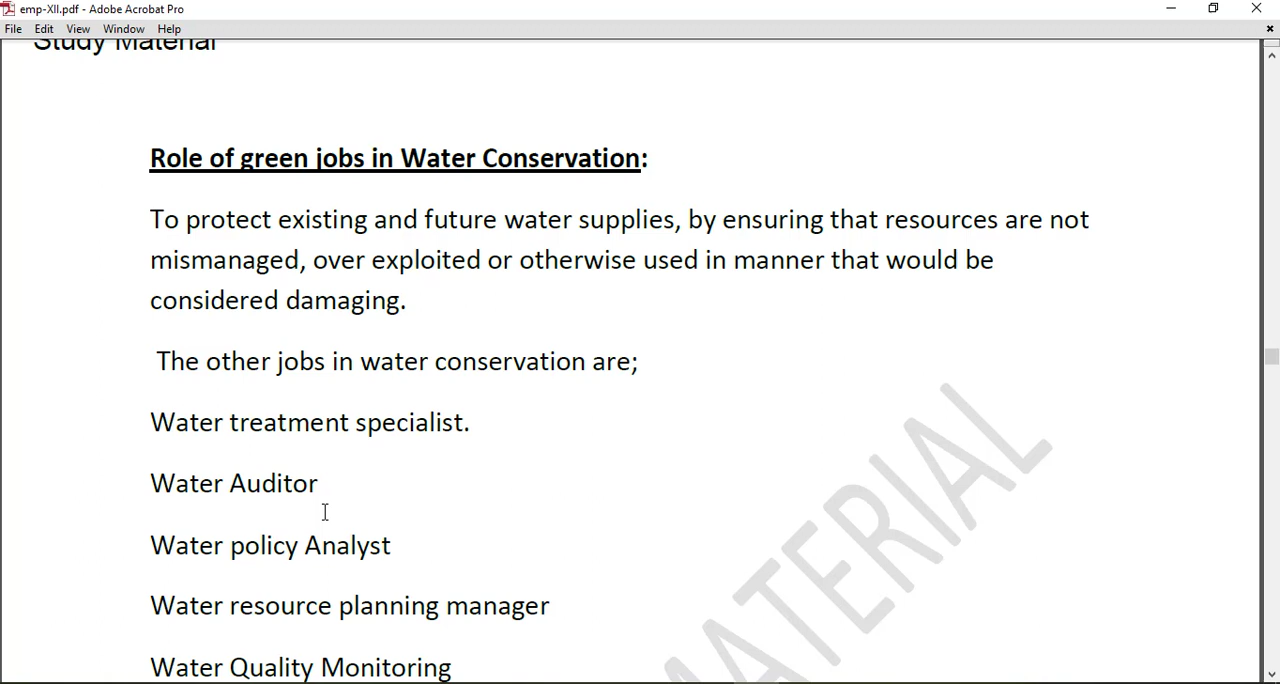 emp-XII.pdf - Adobe Acrobat Pro
File Edit View Window Help
Study Material
Role of green jobs in Water Conservation:
To protect existing and future water supplies, by ensuring that resources are not
mismanaged, over exploited or otherwise used in manner that would be
considered damaging.
The other jobs in water conservation are;
Water treatment specialist.
Water Auditor
Water policy Analyst
Water resource planning manager
Water Quality Monitoring
MATERIAL